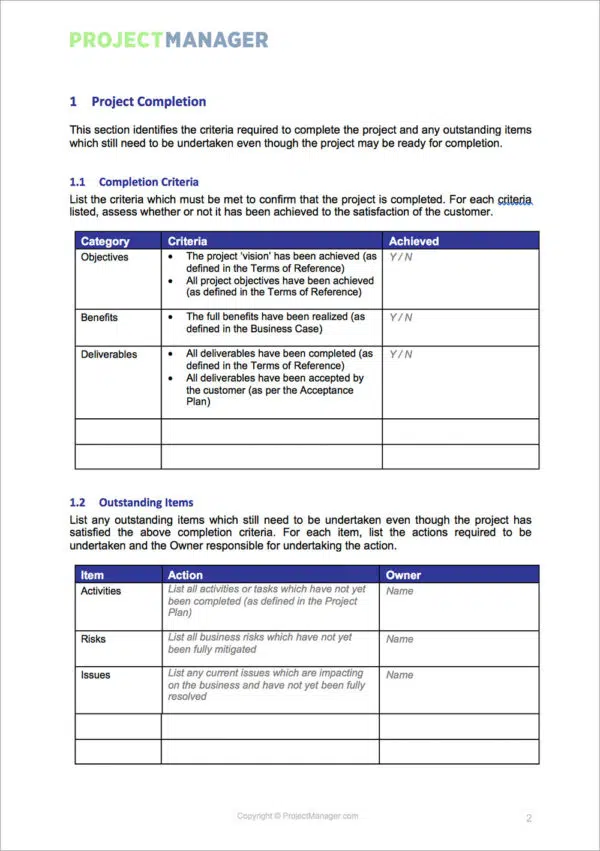 PROJECTMANAGER
1 Project Completion
This section identifies the criteria required to complete the project and any outstanding items
which still need to be undertaken even though the project may be ready for completion.
1.1 Completion Criteria
List the criteria which must be met to confirm that the project is completed. For each criteria
listed, assess whether or not it has been achieved to the satisfaction of the customer.
Category Criteria Achieved
Objectives • The project 'vision' has been achieved (as Y / N
defined in the Terms of Reference)
• All project objectives have been achieved
(as defined in the Terms of Reference)
Benefits • The full benefits have been realized (as Y / N
defined in the Business Case)
Deliverables • All deliverables have been completed (as Y / N
defined in the Terms of Reference)
• All deliverables have been accepted by
the customer (as per the Acceptance
Plan)
1.2 Outstanding Items
List any outstanding items which still need to be undertaken even though the project has
satisfied the above completion criteria. For each item, list the actions required to be
undertaken and the Owner responsible for undertaking the action.
Item Action Owner
Activities List all activities or tasks which have not yet Name
been completed (as defined in the Project
Plan)
Risks List all business risks which have not yet Name
been fully mitigated
Issues List any current issues which are impacting Name
on the business and have not yet been fully
resolved
Copyright © ProjectManager.com
2